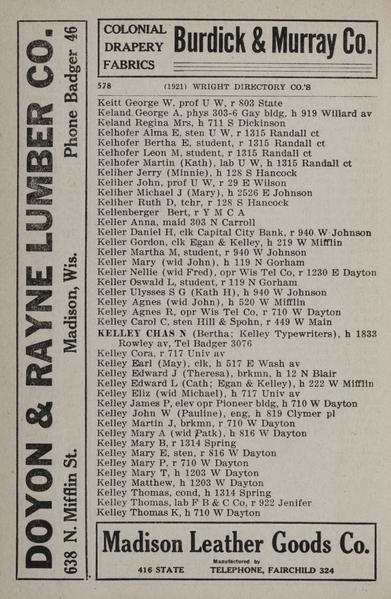 DOYON & RAYNE LUMBER CO.
638 N. Mifflin St. Madison, Wis. Phone Badger 46
COLONIAL
DRAPERY
FABRICS
Burdick & Murray Co.
578 (1921) WRIGHT DIRECTORY CO.'S
Keitt George W, prof U W, r 803 State
Keland George A, phys 303-6 Gay bldg, h 919 Willard av
Keland Regina Mrs, h 711 S Dickinson
Kelhofer Alma E, sten U W, r 1315 Randall ct
Kelhofer Bertha E, student, r 1315 Randall ct
Kelhofer Leon M, student, r 1315 Randall ct
Kelhofer Martin (Kath), lab U W, h 1315 Randall ct
Keliher Jerry (Minnie), h 128 S Hancock
Keliher John, prof U W, r 29 E Wilson
Keliher Michael J (Mary), h 2526 E Johnson
Keliher Ruth D, tchr, r 128 S Hancock
Kellenberger Bert, r Y M C A
Keller Anna, maid 303 N Carroll
Keller Daniel H, clk Capital City Bank, r 940 W Johnson
Keller Gordon, clk Egan & Kelley, h 219 W Mifflin
Keller Martha M, student, r 940 W Johnson
Keller Mary (wid John), h 119 N Gorham
Keller Nellie (wid Fred), opr Wis Tel Co, r 1230 E Dayton
Keller Oswald L, student, r 119 N Gorham
Keller Ulysses S G (Kath H), h 940 W Johnson
Kelley Agnes (wid John), h 520 W Mifflin
Kelley Agnes R, opr Wis Tel Co, r 710 W Dayton
Kelley Carol C, sten Hill & Spohn, r 449 W Main
KELLEY CHAS N (Bertha; Kelley Typewriters), h 1833
Rowley av, Tel Badger 3076
Kelley Cora, r 717 Univ av
Kelley Earl (May), clk, h 517 E Wash av
Kelley Edward J (Theresa), brkmn, h 12 N Blair
Kelley Edward L (Cath; Egan & Kelley), h 222 W Mifflin
Kelley Eliz (wid Michael), h 717 Univ av
Kelley James P, elev opr Pioneer bldg, h 710 W Dayton
Kelley John W (Pauline), eng, h 819 Clymer pl
Kelley Martin J, brkmn, r 710 W Dayton
Kelley Mary A (wid Patk), h 816 W Dayton
Kelley Mary B, r 1314 Spring
Kelley Mary E, sten, r 816 W Dayton
Kelley Mary P, r 710 W Dayton
Kelley Mary T, h 1203 W Dayton
Kelley Matthew, h 1203 W Dayton
Kelley Thomas, cond, h 1314 Spring
Kelley Thomas, lab F B & C Co, r 922 Jenifer
Kelley Thomas K, h 710 W Dayton
Madison Leather Goods Co.
Manufactured by
416 STATE TELEPHONE, FAIRCHILD 324